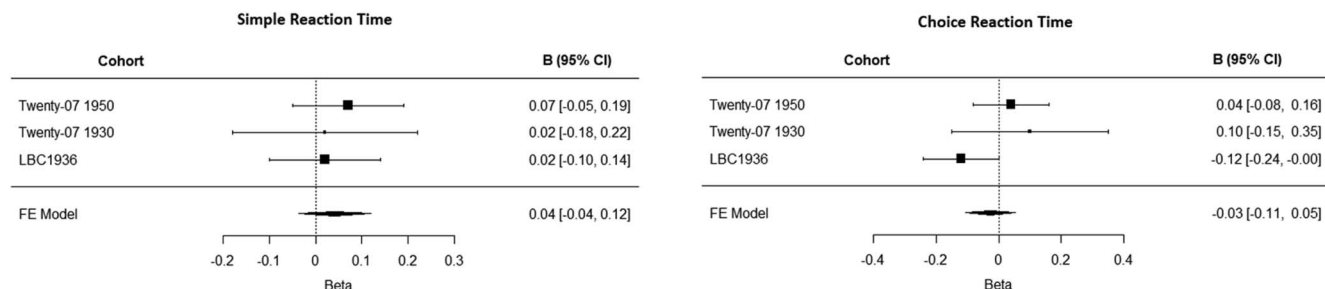 Simple Reaction Time
Cohort B (95% CI)
Twenty-07 1950 0.07 [-0.05, 0.19]
Twenty-07 1930 0.02 [-0.18, 0.22]
LBC1936 0.02 [-0.10, 0.14]
FE Model 0.04 [-0.04, 0.12]
-0.2 -0.1 0 0.1 0.2 0.3
Beta
Choice Reaction Time
Cohort B (95% CI)
Twenty-07 1950 0.04 [-0.08, 0.16]
Twenty-07 1930 0.10 [-0.15, 0.35]
LBC1936 -0.12 [-0.24, -0.00]
FE Model -0.03 [-0.11, 0.05]
-0.4 -0.2 0 0.2 0.4
Beta